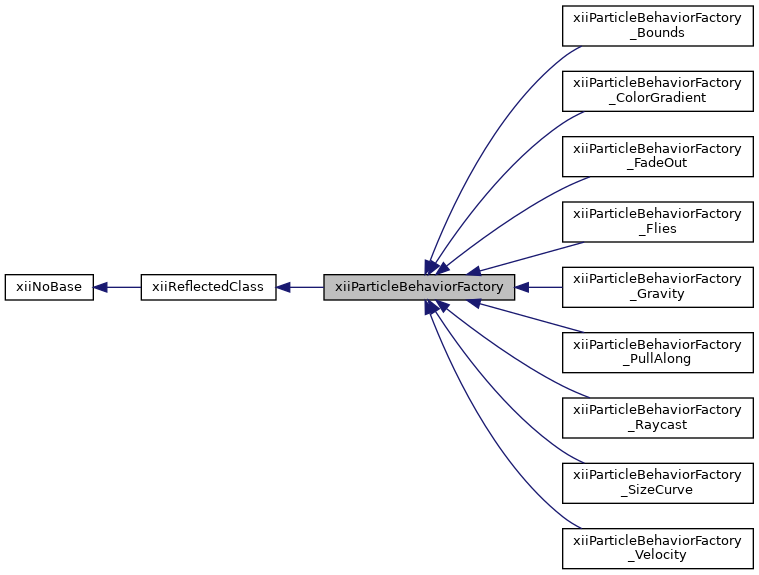 xiiParticleBehaviorFactory
_Bounds
xiiParticleBehaviorFactory
_ColorGradient
xiiParticleBehaviorFactory
_FadeOut
xiiParticleBehaviorFactory
_Flies
xiiNoBase
xiiReflectedClass
xiiParticleBehaviorFactory
xiiParticleBehaviorFactory
_Gravity
xiiParticleBehaviorFactory
_PullAlong
xiiParticleBehaviorFactory
_Raycast
xiiParticleBehaviorFactory
_SizeCurve
xiiParticleBehaviorFactory
_Velocity